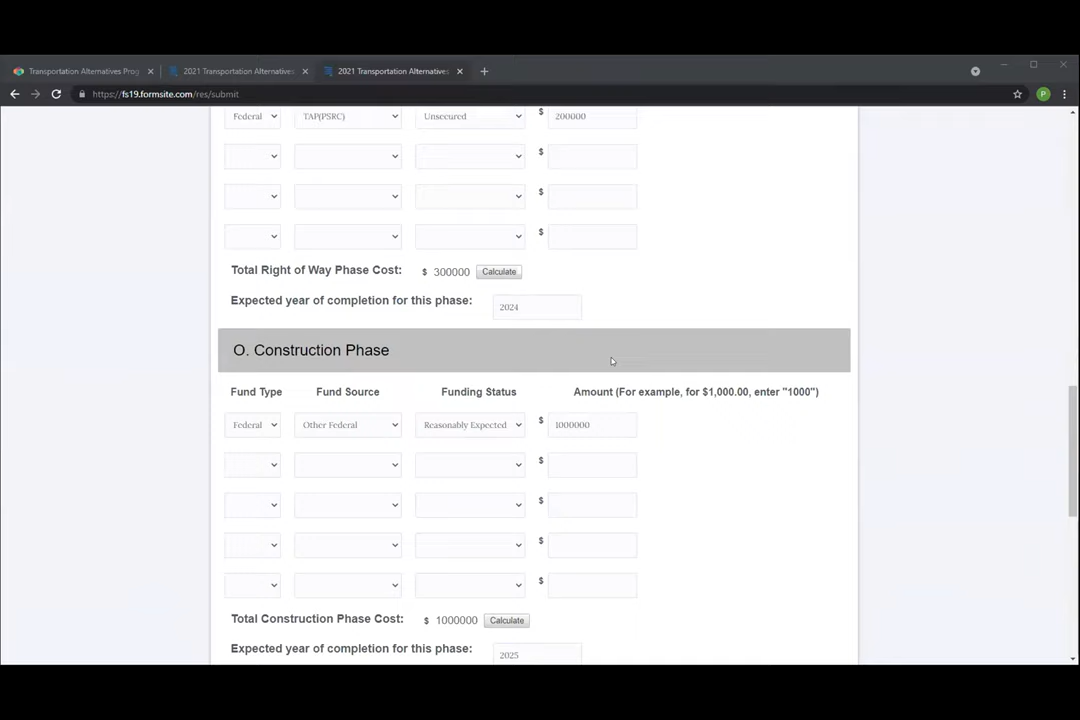 Transportation Alternatives Prog
2021 Transportation Alternatives
2021 Transportation Alternatives
https://fs19.formsite.com/res/submit
P
Federal TAP(PSRC) Unsecured $ 200000
$
$
$
Total Right of Way Phase Cost: $ 300000 Calculate
Expected year of completion for this phase: 2024
O. Construction Phase
Fund Type Fund Source Funding Status Amount (For example, for $1,000.00, enter "1000")
Federal Other Federal Reasonably Expected $ 1000000
$
$
$
$
Total Construction Phase Cost: $ 1000000 Calculate
Expected year of completion for this phase: 2025